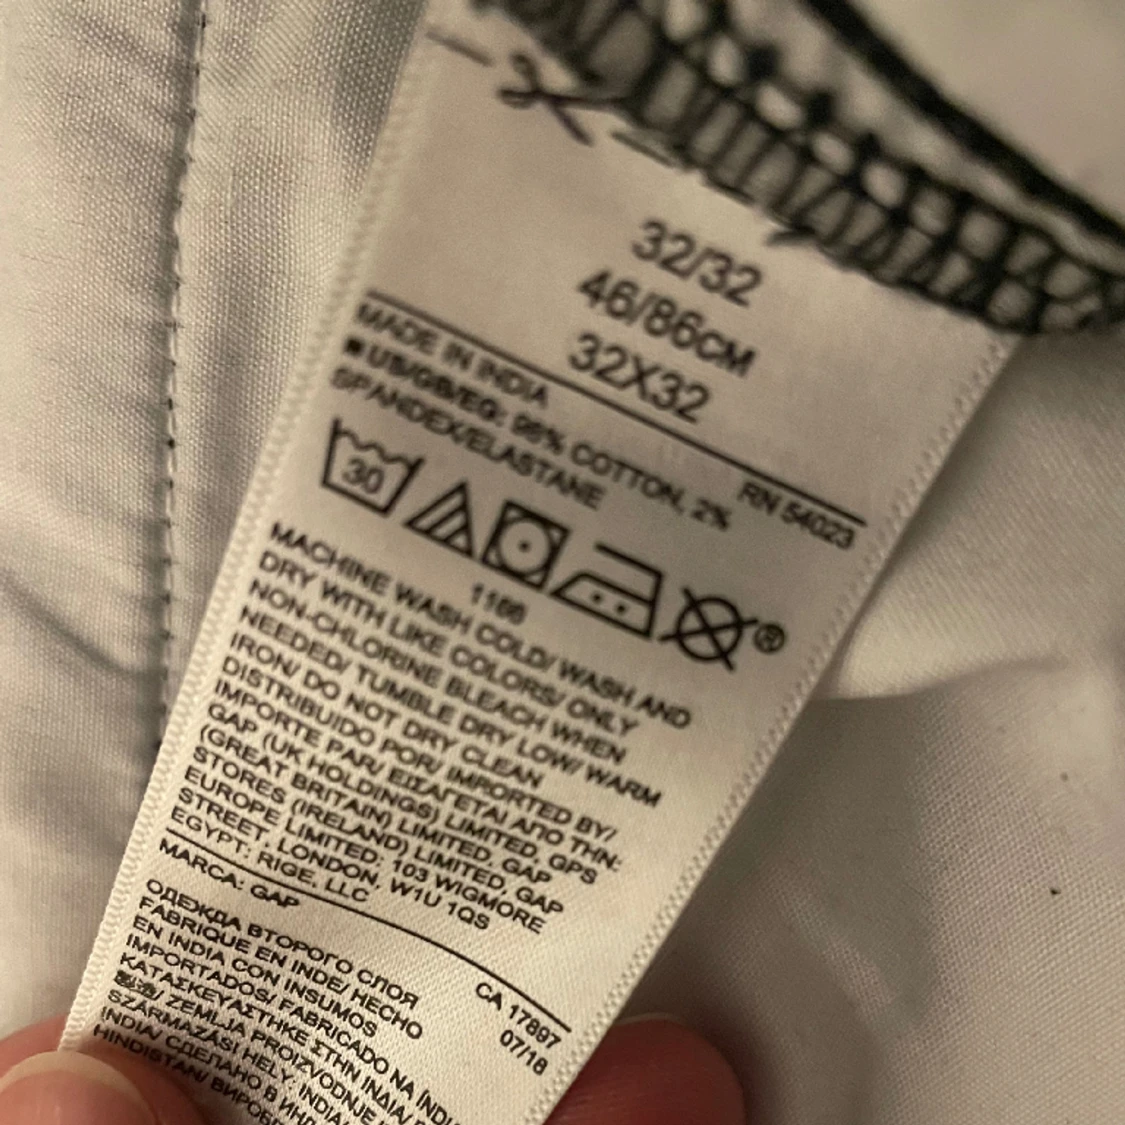 32/32
46/86CM
32X32
MADE IN INDIA RN 54023
US/GB/EG: 98% COTTON, 2%
SPANDEX/ELASTANE
30
1166
®
MACHINE WASH COLD/ WASH AND
DRY WITH LIKE COLORS/ ONLY
NON-CHLORINE BLEACH WHEN
NEEDED/ TUMBLE DRY LOW/ WARM
IRON/ DO NOT DRY CLEAN
DISTRIBUIDO POR/ IMPORTED BY/
IMPORTE PAR/ ΕΙΣΑΓΕΤΑΙ ΑΠΟ ΤΗΝ:
GAP (UK HOLDINGS) LIMITED, GPS
(GREAT BRITAIN) LIMITED, GAP
STORES (IRELAND) LIMITED, GAP
EUROPE LIMITED: 103 WIGMORE
STREET, LONDON, W1U 1QS
EGYPT: RIGE, LLC
MARCA: GAP CA 17897
07/18
ОДЕЖДА ВТОРОГО СЛОЯ
FABRIQUE EN INDE/ HECHO
EN INDIA CON INSUMOS
IMPORTADOS/ FABRICADO NA ÍNDIA/
ΚΑΤΑΣΚΕΥΑΣΤΗΚΕ ΣΤΗΝ ΙΝΔΙΑ/
SZÁRMAZÁSI HELY: INDIA/
ZEMLJA PROIZVODNJE
INDIA/ СДЕЛАНО В
HINDISTAN/